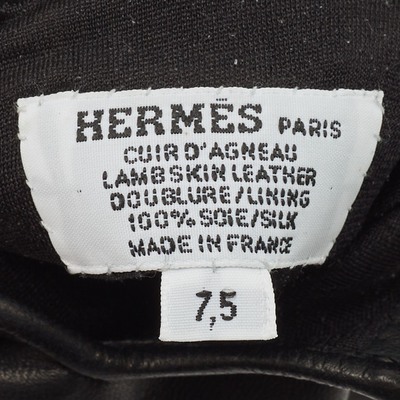 HERMÈS PARIS
CUIR D'AGNEAU
LAMBSKIN LEATHER
DOUBLURE/LINING
100% SOIE/SILK
MADE IN FRANCE
7,5